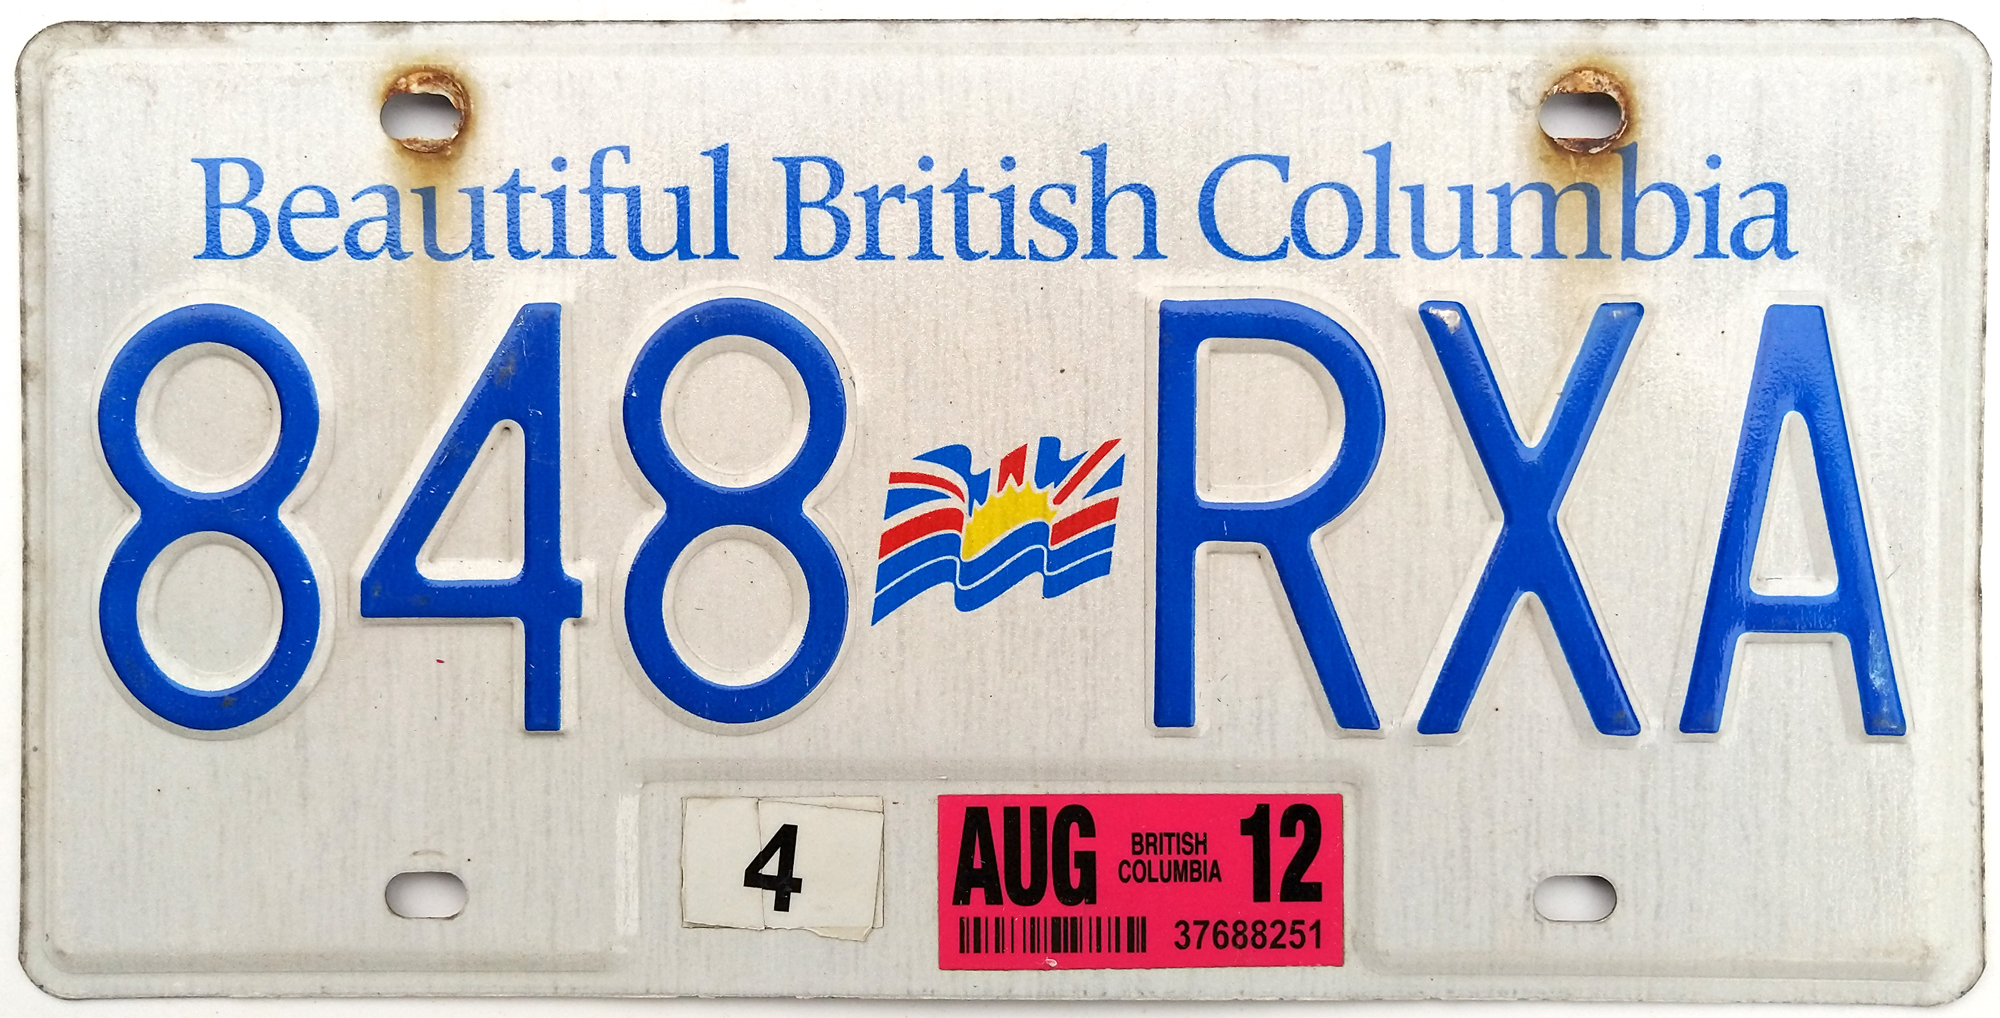 Beautiful British Columbia
848 RXA
4
AUG BRITISH COLUMBIA 12
37688251